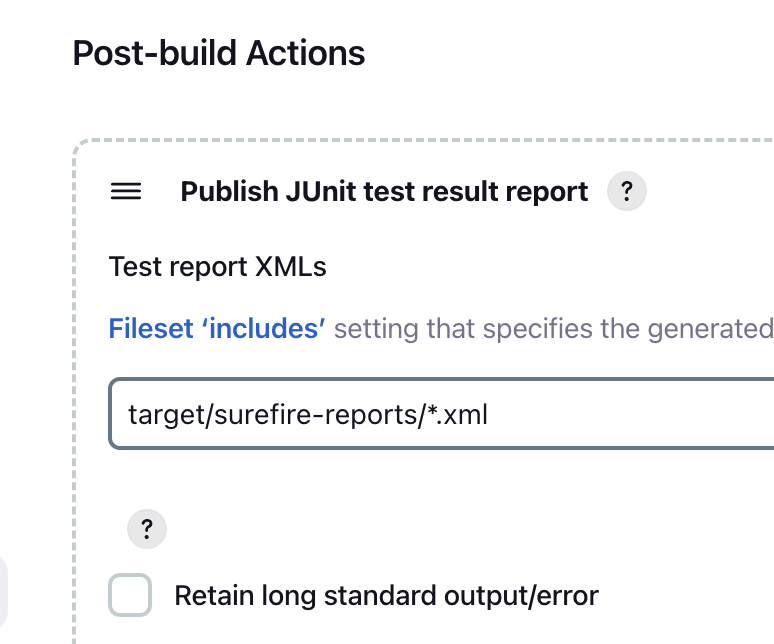 Post-build Actions
Publish JUnit test result report ?
Test report XMLs
Fileset ‘includes’ setting that specifies the generated
target/surefire-reports/*.xml
?
Retain long standard output/error